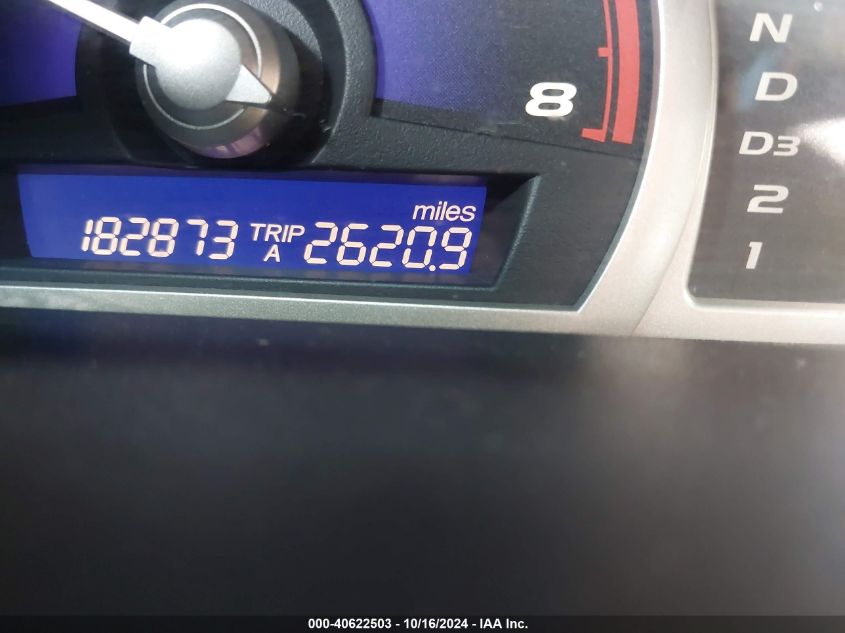 N
D
8
D3
miles
2
182873 TRIP A 2620.9
1
000-40622503 - 10/16/2024 - IAA Inc.